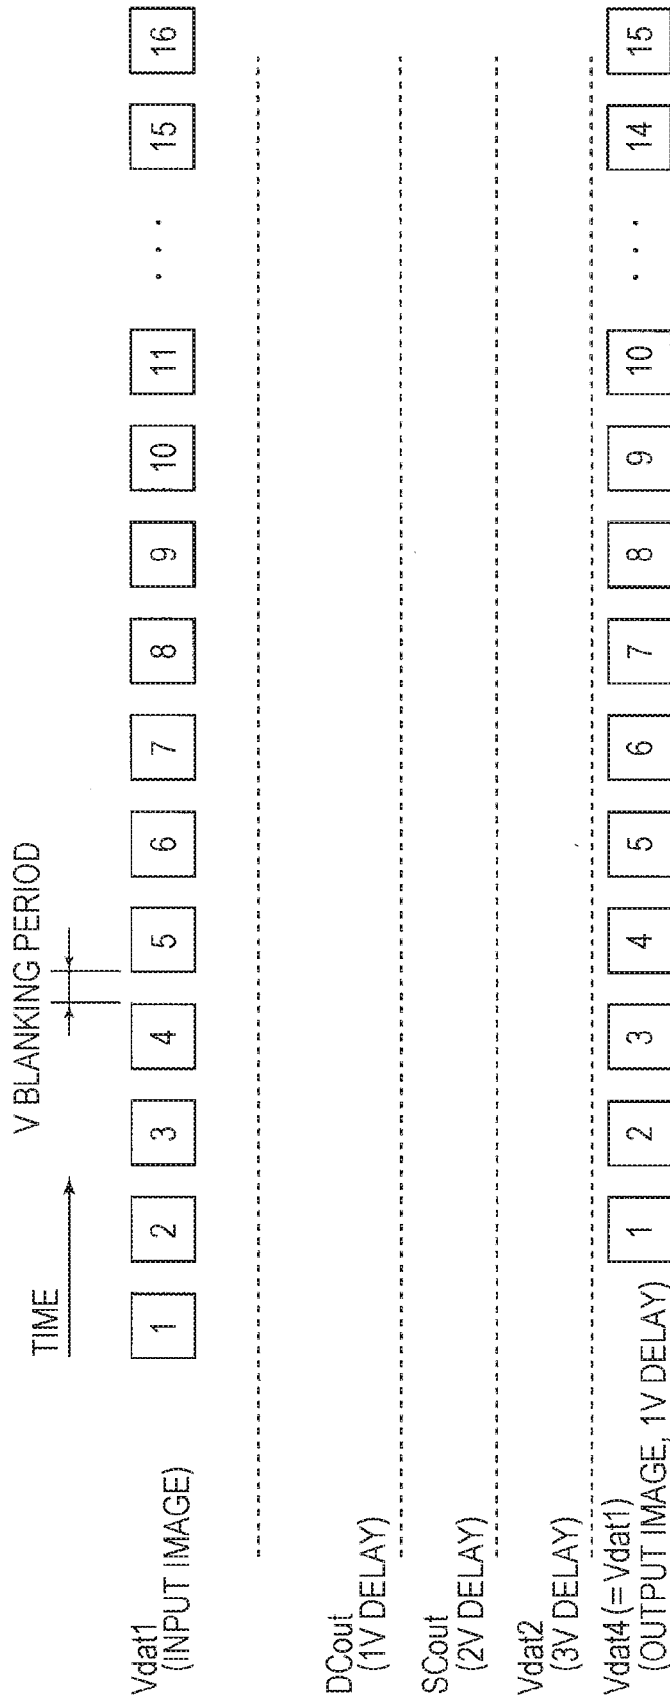 V BLANKING PERIOD
TIME
Vdat1
(INPUT IMAGE)
1 2 3 4 5 6 7 8 9 10 11 . . . 15 16
DCout
(1V DELAY)
SCout
(2V DELAY)
Vdat2
(3V DELAY)
Vdat4 (= Vdat1)
(OUTPUT IMAGE, 1V DELAY)
1 2 3 4 5 6 7 8 9 10 . . . 14 15